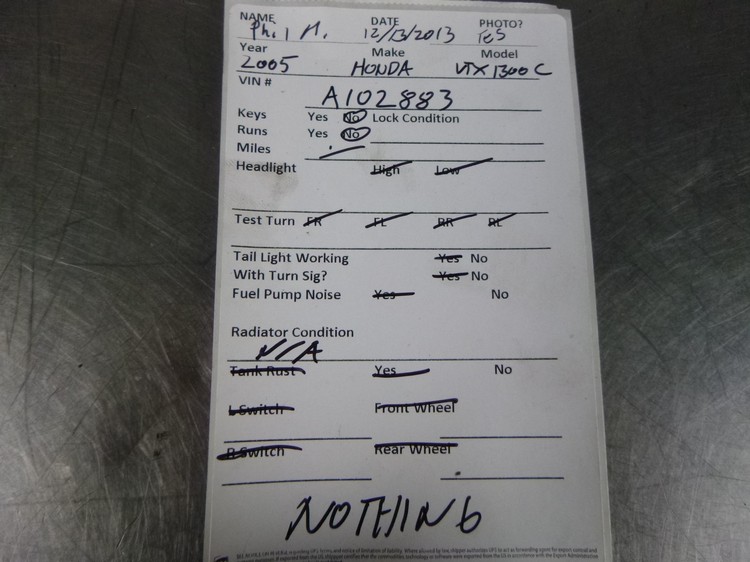 NAME DATE PHOTO?
Phil M. 12/13/2013 YES
Year Make Model
2005 HONDA VTX 1300 C
VIN #
A102883
Keys Yes No Lock Condition
Runs Yes No
Miles
Headlight High Low
Test Turn FR FL RR RL
Tail Light Working Yes No
With Turn Sig? Yes No
Fuel Pump Noise Yes No
Radiator Condition
N/A
Tank Rust Yes No
L Switch Front Wheel
R Switch Rear Wheel
NOTHING